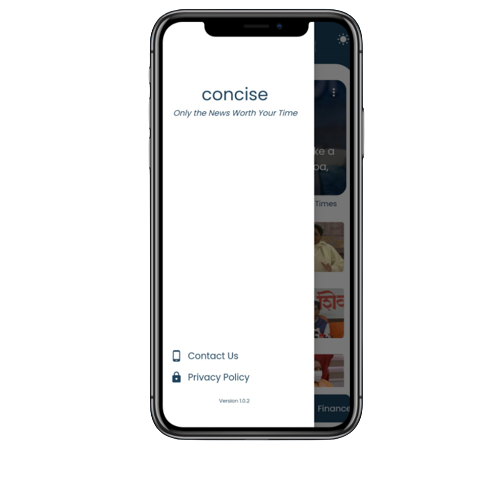 concise
Only the News Worth Your Time
ke a
oa,
Times
शिव
Contact Us
Privacy Policy
Version 1.0.2
Finance